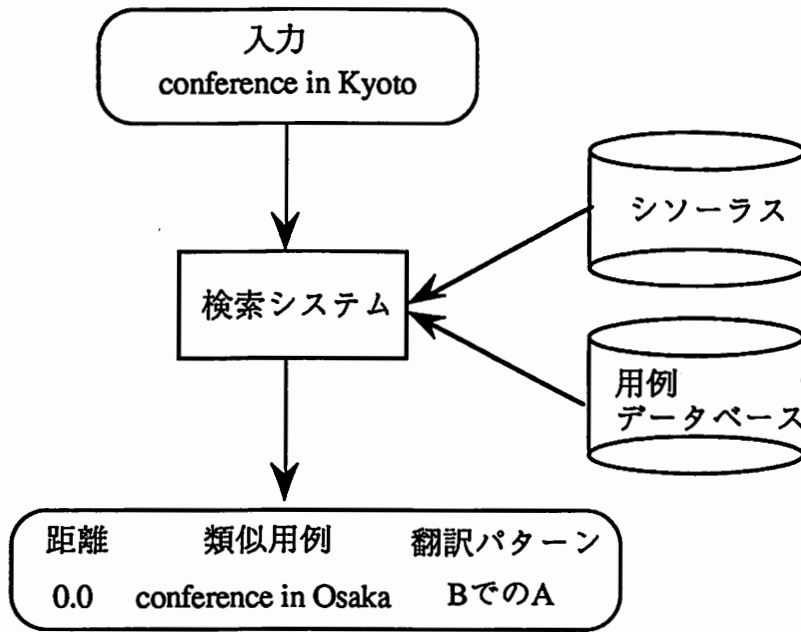 入力
conference in Kyoto
シソーラス
検索システム
用例
データベース
距離 類似用例 翻訳パターン
0.0 conference in Osaka BでのA